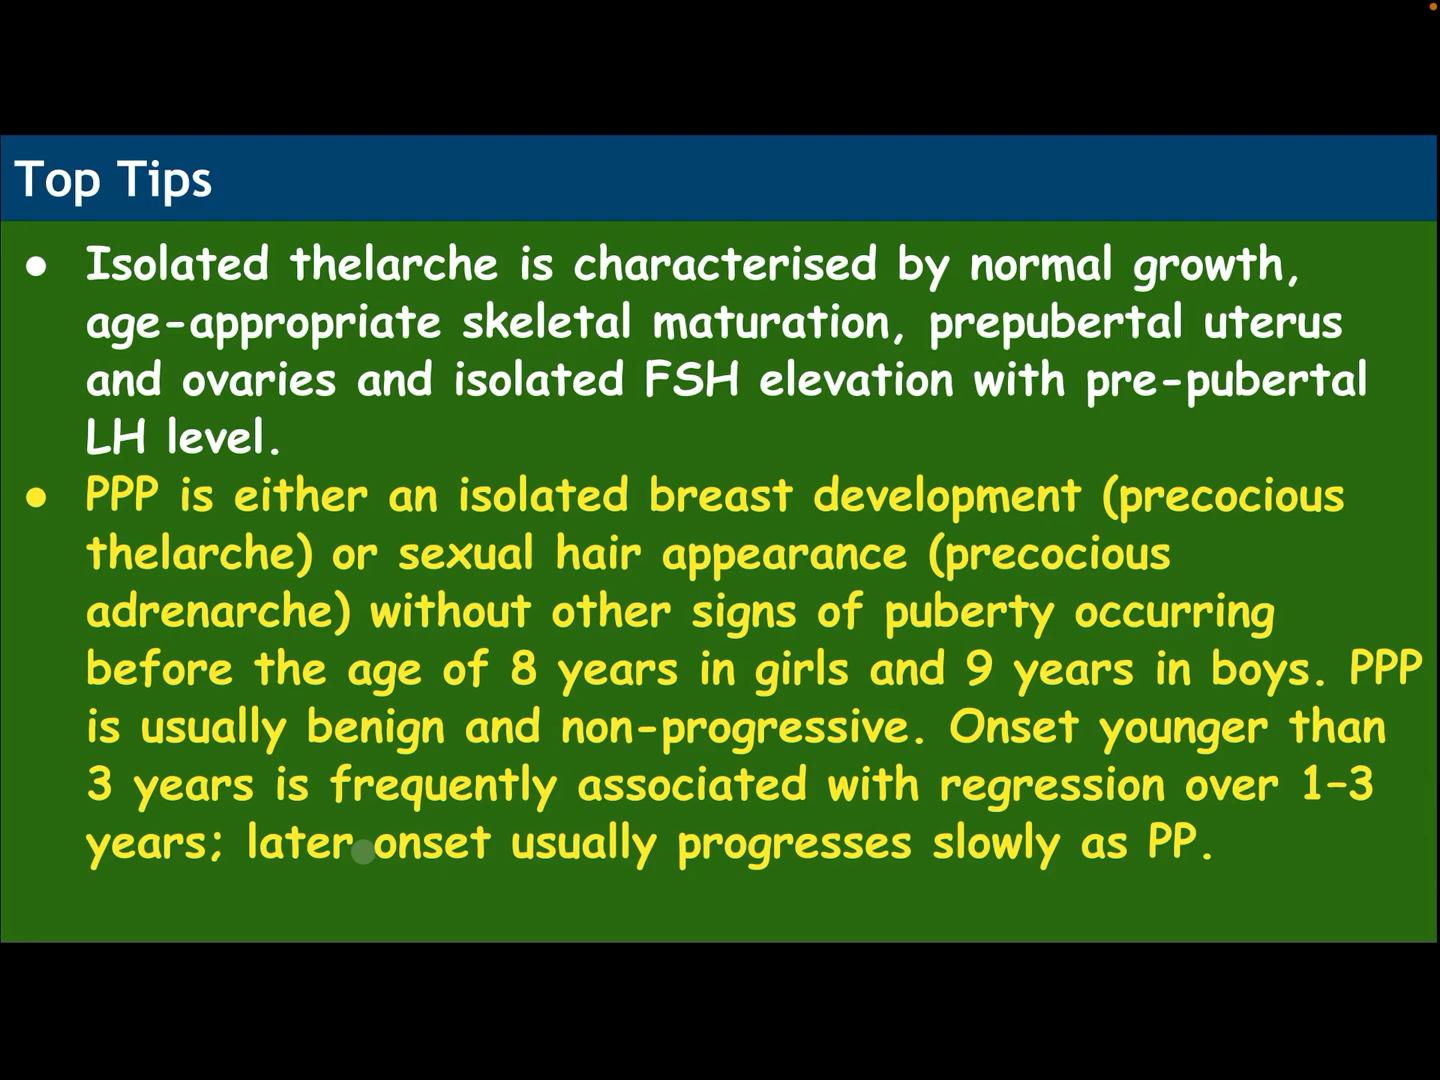 Top Tips
● Isolated thelarche is characterised by normal growth,
age-appropriate skeletal maturation, prepubertal uterus
and ovaries and isolated FSH elevation with pre-pubertal
LH level.
● PPP is either an isolated breast development (precocious
thelarche) or sexual hair appearance (precocious
adrenarche) without other signs of puberty occurring
before the age of 8 years in girls and 9 years in boys. PPP
is usually benign and non-progressive. Onset younger than
3 years is frequently associated with regression over 1–3
years; later onset usually progresses slowly as PP.